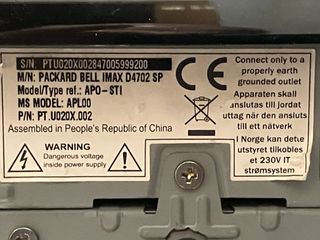 S/N. PTU020X002847005999200
M/N: PACKARD BELL IMAX D4702 SP
Model/Type ref.: APO-STI
MS MODEL: APL00
P/N: PT.U020X.002
Assembled in People's Republic of China
WARNING
Dangerous voltage
inside power supply
CE
Connect only to a
properly earth
grounded outlet
Apparaten skall
anslutas till jordat
uttag när den ansluts
till ett nätverk
I Norge kan dette
utstyret tilkobles
et 230V IT
strømsystem